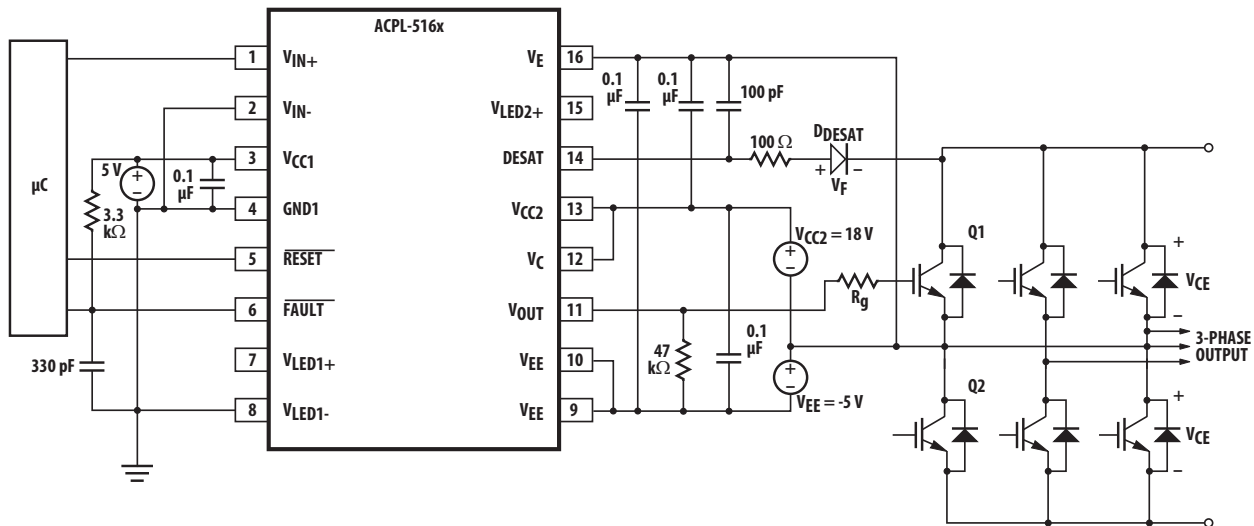 ACPL-516x
µC
1 VIN+
2 VIN-
3 VCC1
4 GND1
5 RESET
6 FAULT
7 VLED1+
8 VLED1-
VE 16
VLED2+ 15
DESAT 14
VCC2 13
VC 12
VOUT 11
VEE 10
VEE 9
5 V
+
−
0.1
µF
3.3
kΩ
330 pF
0.1
µF
0.1
µF
100 pF
100 Ω
DDESAT
+ VF −
VCC2 = 18 V
+
−
Rg
47
kΩ
0.1
µF
+
−
VEE = -5 V
Q1
+
VCE
−
3-PHASE
OUTPUT
Q2
+
VCE
−